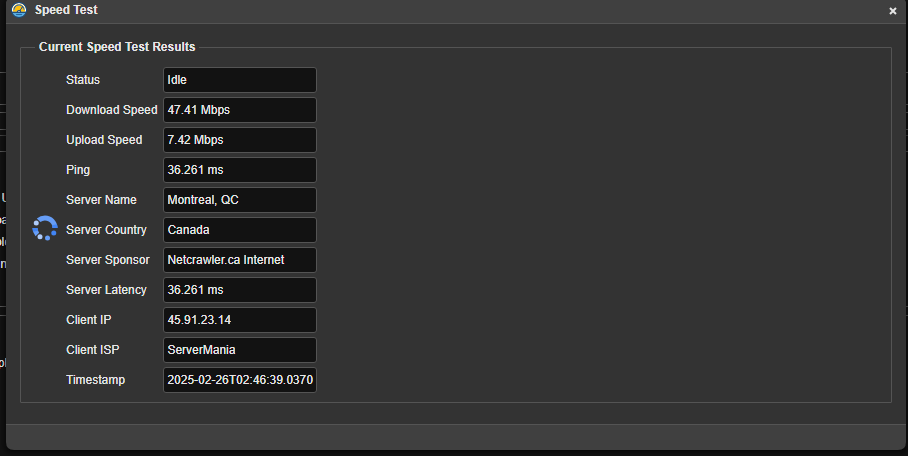 Speed Test
×
Current Speed Test Results
Status Idle
Download Speed 47.41 Mbps
Upload Speed 7.42 Mbps
Ping 36.261 ms
Server Name Montreal, QC
Server Country Canada
Server Sponsor Netcrawler.ca Internet
Server Latency 36.261 ms
Client IP 45.91.23.14
Client ISP ServerMania
Timestamp 2025-02-26T02:46:39.0370